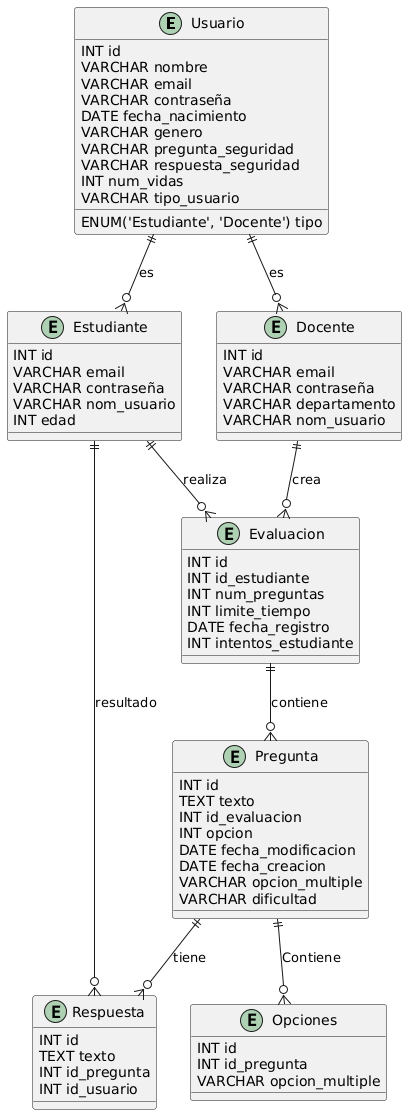 E Usuario
INT id
VARCHAR nombre
VARCHAR email
VARCHAR contraseña
DATE fecha_nacimiento
VARCHAR genero
VARCHAR pregunta_seguridad
VARCHAR respuesta_seguridad
INT num_vidas
VARCHAR tipo_usuario
ENUM('Estudiante', 'Docente') tipo
es
es
E Estudiante
INT id
VARCHAR email
VARCHAR contraseña
VARCHAR nom_usuario
INT edad
E Docente
INT id
VARCHAR email
VARCHAR contraseña
VARCHAR departamento
VARCHAR nom_usuario
realiza
crea
E Evaluacion
INT id
INT id_estudiante
INT num_preguntas
INT limite_tiempo
DATE fecha_registro
INT intentos_estudiante
resultado
contiene
E Pregunta
INT id
TEXT texto
INT id_evaluacion
INT opcion
DATE fecha_modificacion
DATE fecha_creacion
VARCHAR opcion_multiple
VARCHAR dificultad
tiene
Contiene
E Respuesta
INT id
TEXT texto
INT id_pregunta
INT id_usuario
E Opciones
INT id
INT id_pregunta
VARCHAR opcion_multiple